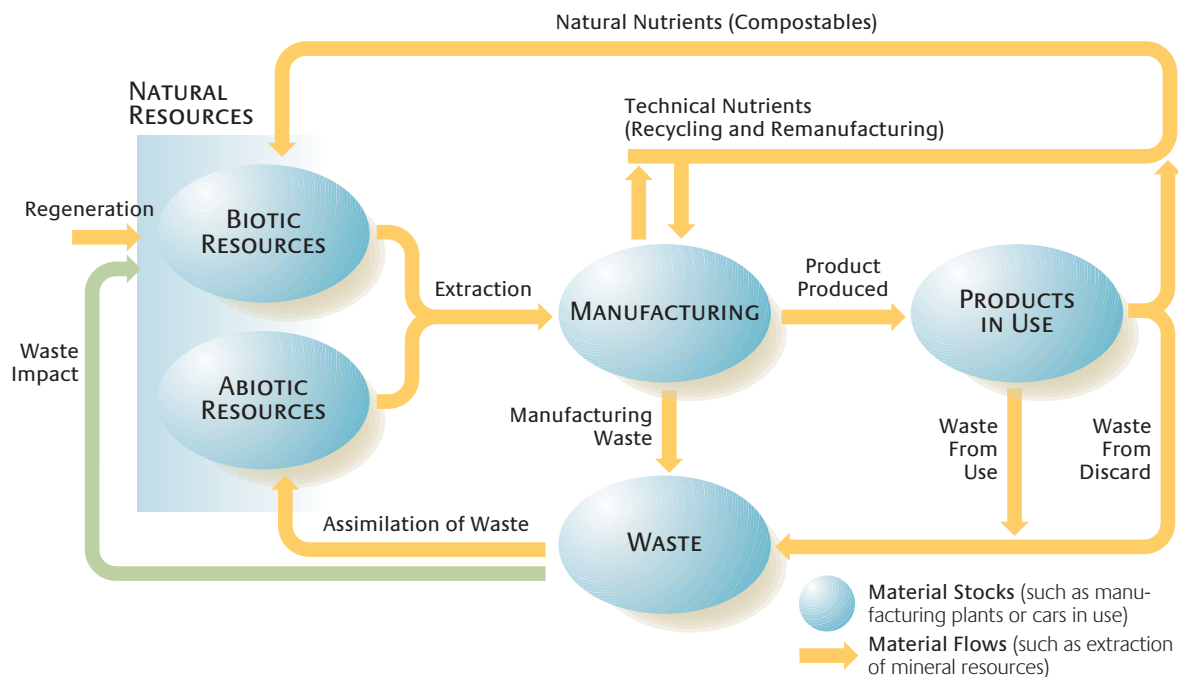 Natural Nutrients (Compostables)
NATURAL
RESOURCES
Technical Nutrients
(Recycling and Remanufacturing)
Regeneration
BIOTIC
RESOURCES
Extraction
MANUFACTURING
Product
Produced
PRODUCTS
IN USE
Waste
Impact
ABIOTIC
RESOURCES
Manufacturing
Waste
Waste
From
Use
Waste
From
Discard
Assimilation of Waste
WASTE
Material Stocks (such as manu-
facturing plants or cars in use)
Material Flows (such as extraction
of mineral resources)